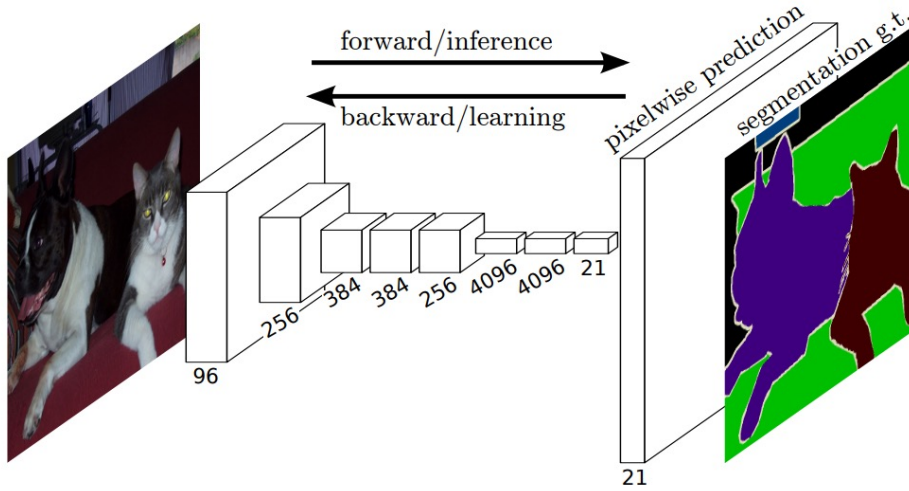 forward/inference
backward/learning
pixelwise prediction
segmentation g.t.
96
256
384
384
256
4096
4096
21
21